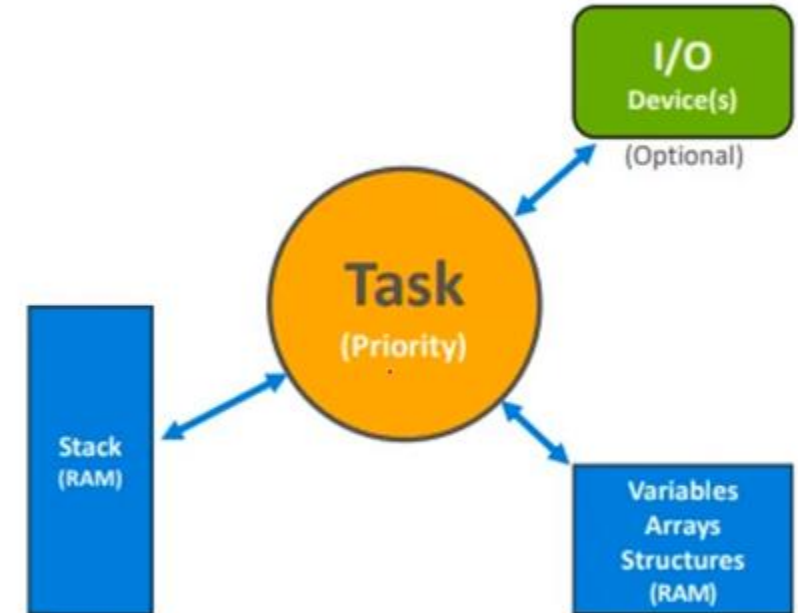 I/O
Device(s)
(Optional)
Task
(Priority)
Stack
(RAM)
Variables
Arrays
Structures
(RAM)